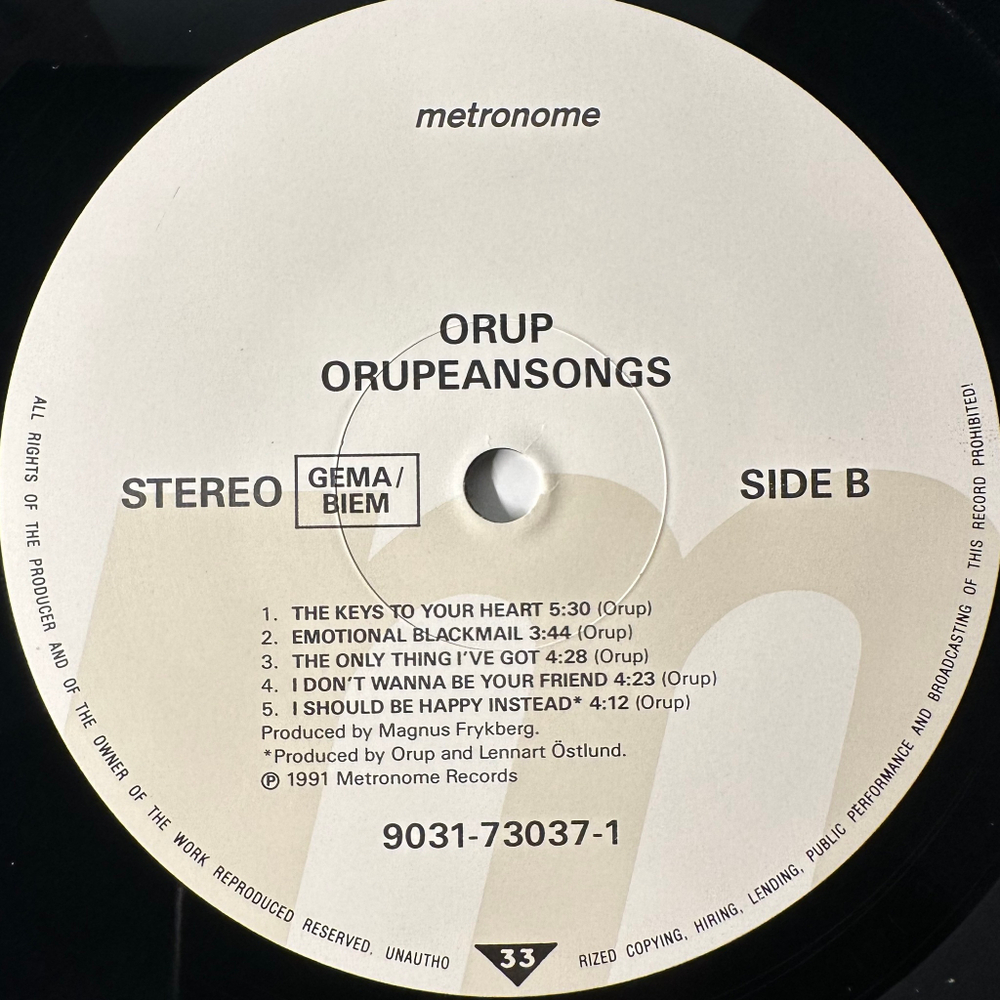 metronome
ORUP
ORUPEANSONGS
STEREO
GEMA/
BIEM
SIDE B
1. THE KEYS TO YOUR HEART 5:30 (Orup)
2. EMOTIONAL BLACKMAIL 3:44 (Orup)
3. THE ONLY THING I'VE GOT 4:28 (Orup)
4. I DON'T WANNA BE YOUR FRIEND 4:23 (Orup)
5. I SHOULD BE HAPPY INSTEAD* 4:12 (Orup)
Produced by Magnus Frykberg.
*Produced by Orup and Lennart Östlund.
℗ 1991 Metronome Records
9031-73037-1
ALL RIGHTS OF THE PRODUCER AND OF THE OWNER OF THE WORK REPRODUCED RESERVED. UNAUTHO
33
RIZED COPYING, HIRING, LENDING, PUBLIC PERFORMANCE AND BROADCASTING OF THIS RECORD PROHIBITED!